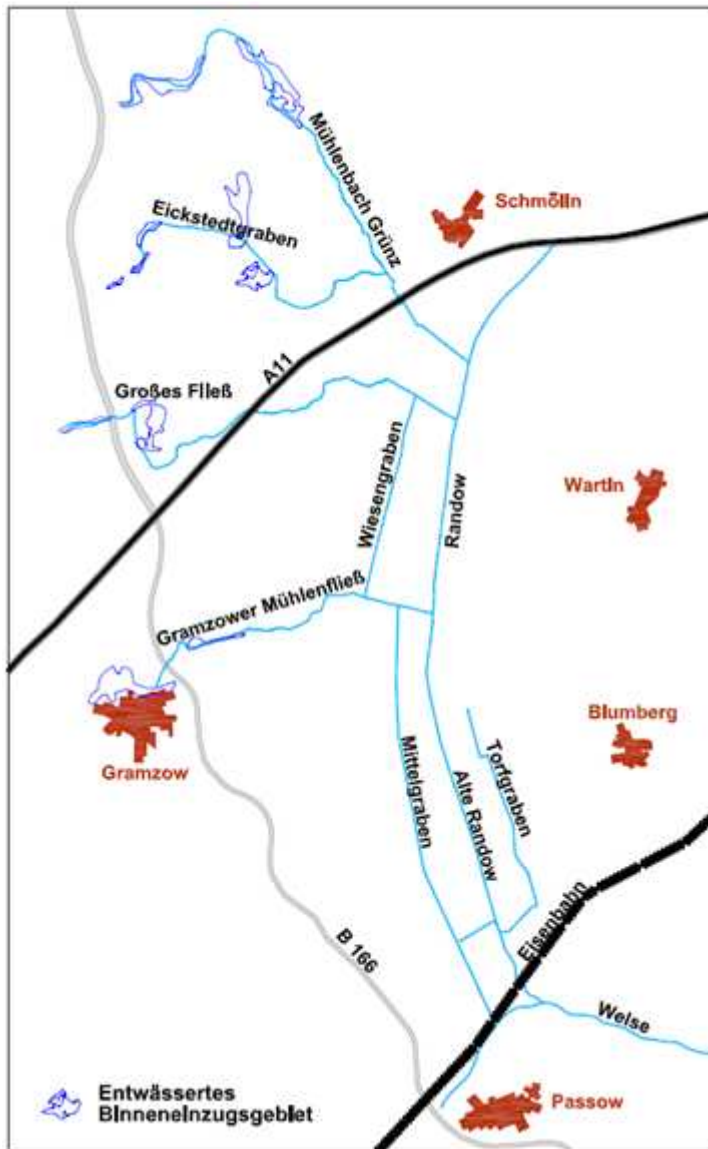 Mühlenbach Grünz
Schmölln
Eickstedtgraben
A11
Großes Fließ
Wiesengraben
Randow
Wartin
Gramzower Mühlenfließ
Blumberg
Gramzow
Mittelgraben
Alte Randow
Torfgraben
Eisenbahn
B 166
Welse
Entwässertes
Binneneinzugsgebiet
Passow